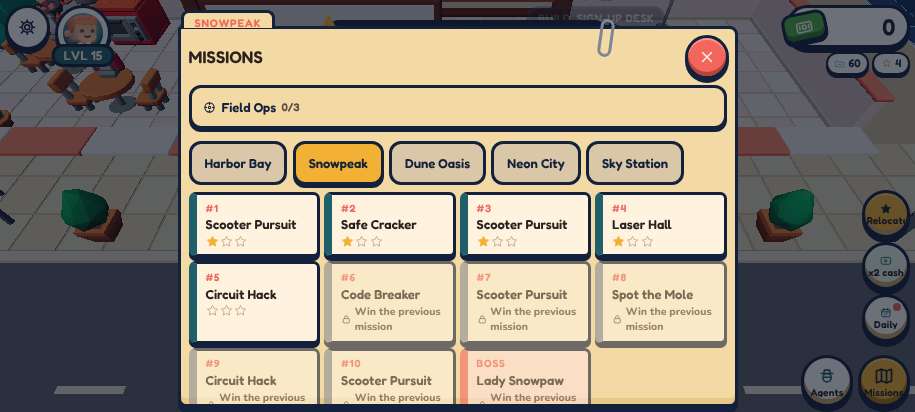 SNOWPEAK
BUILD SIGN-UP DESK
LVL 15
0
60
4
MISSIONS
Field Ops 0/3
Harbor Bay
Snowpeak
Dune Oasis
Neon City
Sky Station
#1
Scooter Pursuit
#2
Safe Cracker
#3
Scooter Pursuit
#4
Laser Hall
#5
Circuit Hack
#6
Code Breaker
Win the previous
mission
#7
Scooter Pursuit
Win the previous
mission
#8
Spot the Mole
Win the previous
mission
#9
Circuit Hack
Win the previous
#10
Scooter Pursuit
Win the previous
BOSS
Lady Snowpaw
Win the previous
Relocate
x2 cash
Daily
Agents
Missions